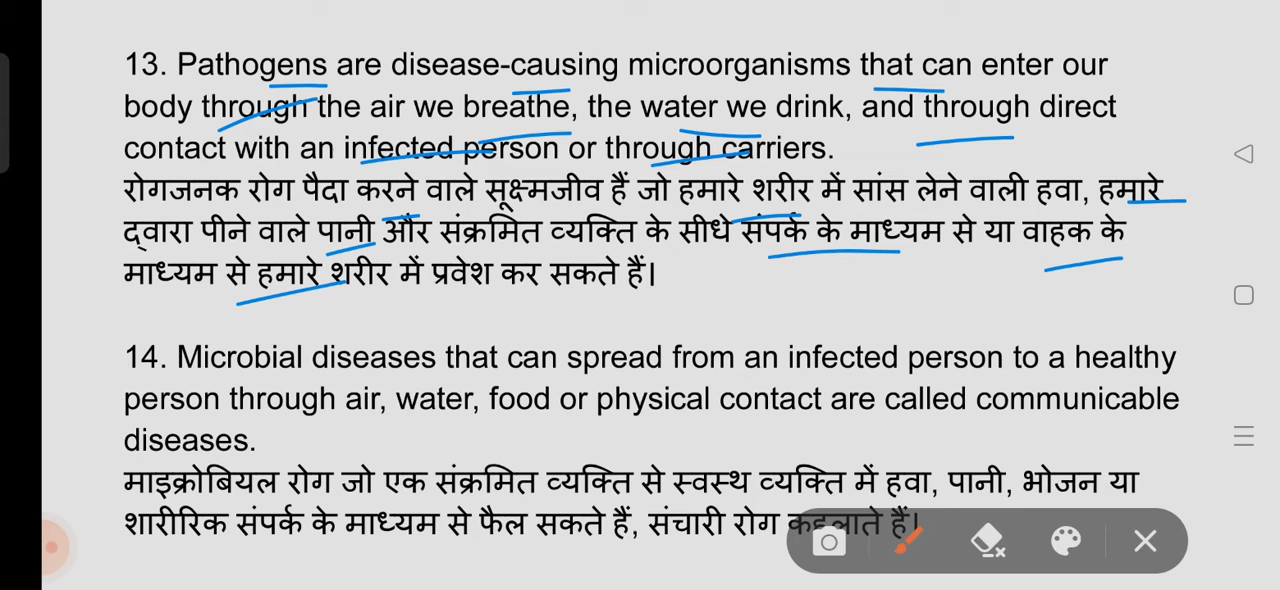 13. Pathogens are disease-causing microorganisms that can enter our
body through the air we breathe, the water we drink, and through direct
contact with an infected person or through carriers.
रोगजनक रोग पैदा करने वाले सूक्ष्मजीव हैं जो हमारे शरीर में सांस लेने वाली हवा, हमारे
द्वारा पीने वाले पानी और संक्रमित व्यक्ति के सीधे संपर्क के माध्यम से या वाहक के
माध्यम से हमारे शरीर में प्रवेश कर सकते हैं।
14. Microbial diseases that can spread from an infected person to a healthy
person through air, water, food or physical contact are called communicable
diseases.
माइक्रोबियल रोग जो एक संक्रमित व्यक्ति से स्वस्थ व्यक्ति में हवा, पानी, भोजन या
शारीरिक संपर्क के माध्यम से फैल सकते हैं, संचारी रोग कहलाते हैं।